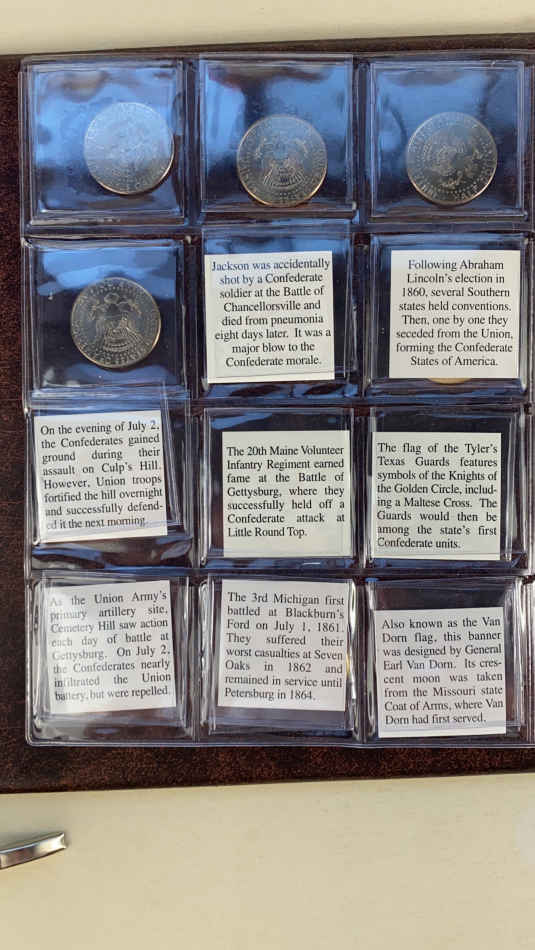 Jackson was accidentally
shot by a Confederate
soldier at the Battle of
Chancellorsville and
died from pneumonia
eight days later. It was a
major blow to the
Confederate morale.
Following Abraham
Lincoln's election in
1860, several Southern
states held conventions.
Then, one by one they
seceded from the Union,
forming the Confederate
States of America.
On the evening of July 2,
the Confederates gained
ground during their
assault on Culp's Hill.
However, Union troops
fortified the hill overnight
and successfully defend-
ed it the next morning.
The 20th Maine Volunteer
Infantry Regiment earned
fame at the Battle of
Gettysburg, where they
successfully held off a
Confederate attack at
Little Round Top.
The flag of the Tyler's
Texas Guards features
symbols of the Knights of
the Golden Circle, includ-
ing a Maltese Cross. The
Guards would then be
among the state's first
Confederate units.
As the Union Army's
primary artillery site,
Cemetery Hill saw action
each day of battle at
Gettysburg. On July 2,
the Confederates nearly
infiltrated the Union
battery, but were repelled.
The 3rd Michigan first
battled at Blackburn's
Ford on July 1, 1861.
They suffered their
worst casualties at Seven
Oaks in 1862 and
remained in service until
Petersburg in 1864.
Also known as the Van
Dorn flag, this banner
was designed by General
Earl Van Dorn. Its cres-
cent moon was taken
from the Missouri state
Coat of Arms, where Van
Dorn had first served.